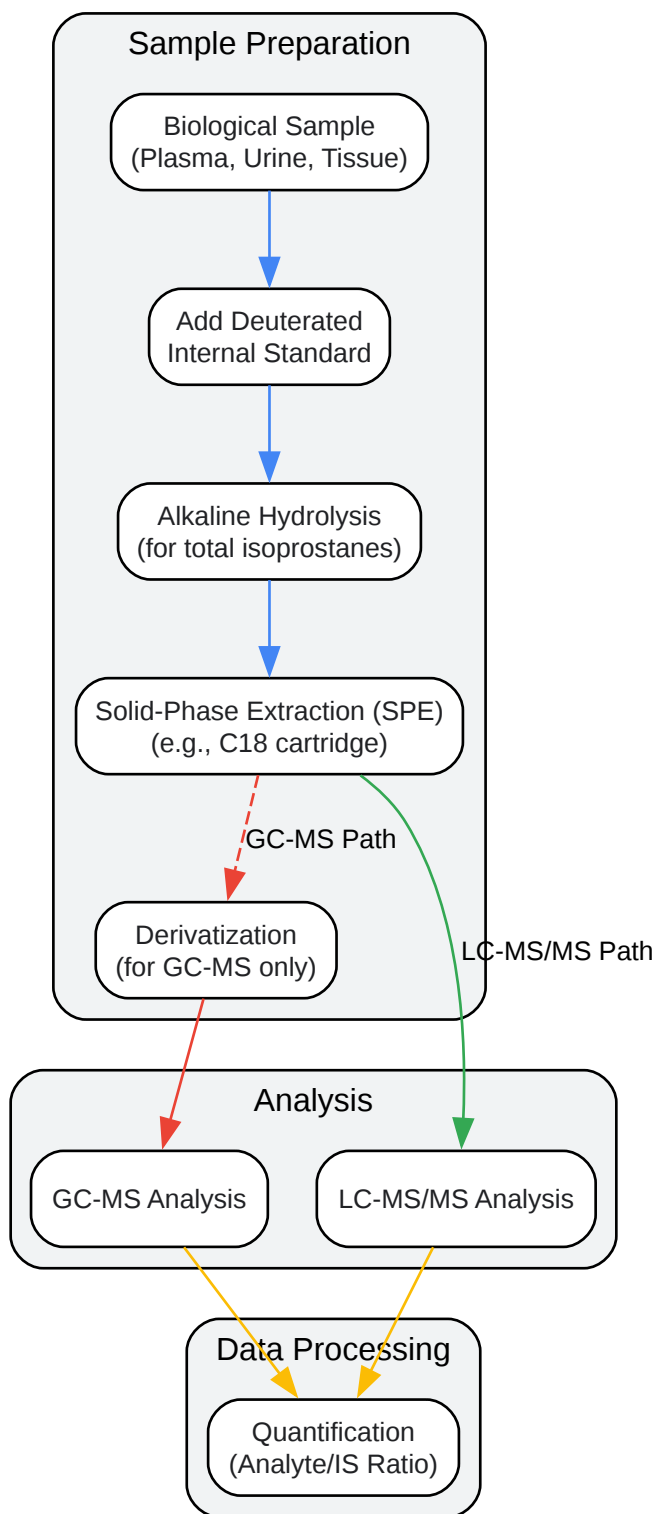 Sample Preparation
Biological Sample
(Plasma, Urine, Tissue)
Add Deuterated
Internal Standard
Alkaline Hydrolysis
(for total isoprostanes)
Solid-Phase Extraction (SPE)
(e.g., C18 cartridge)
GC-MS Path
Derivatization
(for GC-MS only)
LC-MS/MS Path
Analysis
GC-MS Analysis
LC-MS/MS Analysis
Data Processing
Quantification
(Analyte/IS Ratio)